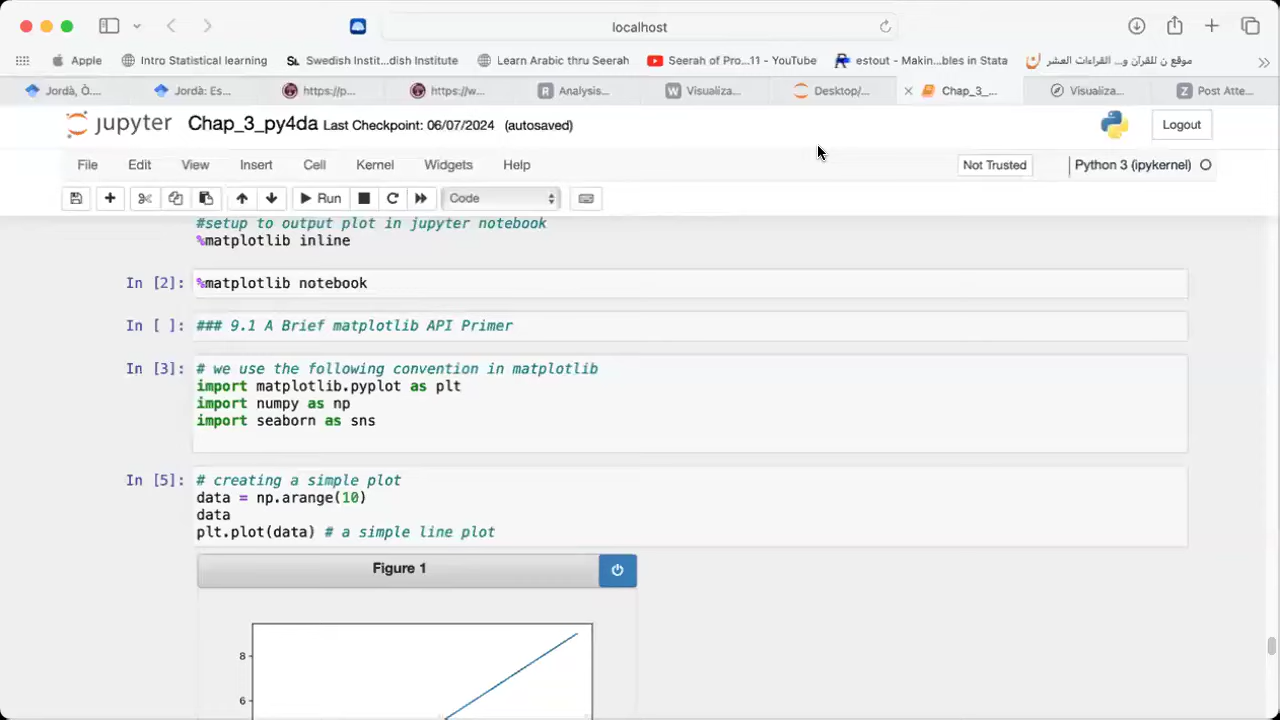 localhost
Apple
Intro Statistical learning
Swedish Instit...dish Institute
Learn Arabic thru Seerah
Seerah of Pro...11 - YouTube
estout - Makin...bles in Stata
موقع ن للقرآن و... القراءات العشر
Jordà, Ò....
Jordà: Es...
https://p...
https://w...
Analysis...
Visualiza...
Desktop/...
Chap_3_...
Visualiza...
Post Atte...
jupyter Chap_3_py4da Last Checkpoint: 06/07/2024 (autosaved)
Logout
File Edit View Insert Cell Kernel Widgets Help
Not Trusted
Python 3 (ipykernel)
Run
Code
#setup to output plot in jupyter notebook
%matplotlib inline
In [2]: %matplotlib notebook
In [ ]: ### 9.1 A Brief matplotlib API Primer
In [3]: # we use the following convention in matplotlib
import matplotlib.pyplot as plt
import numpy as np
import seaborn as sns
In [5]: # creating a simple plot
data = np.arange(10)
data
plt.plot(data) # a simple line plot
Figure 1
8
6